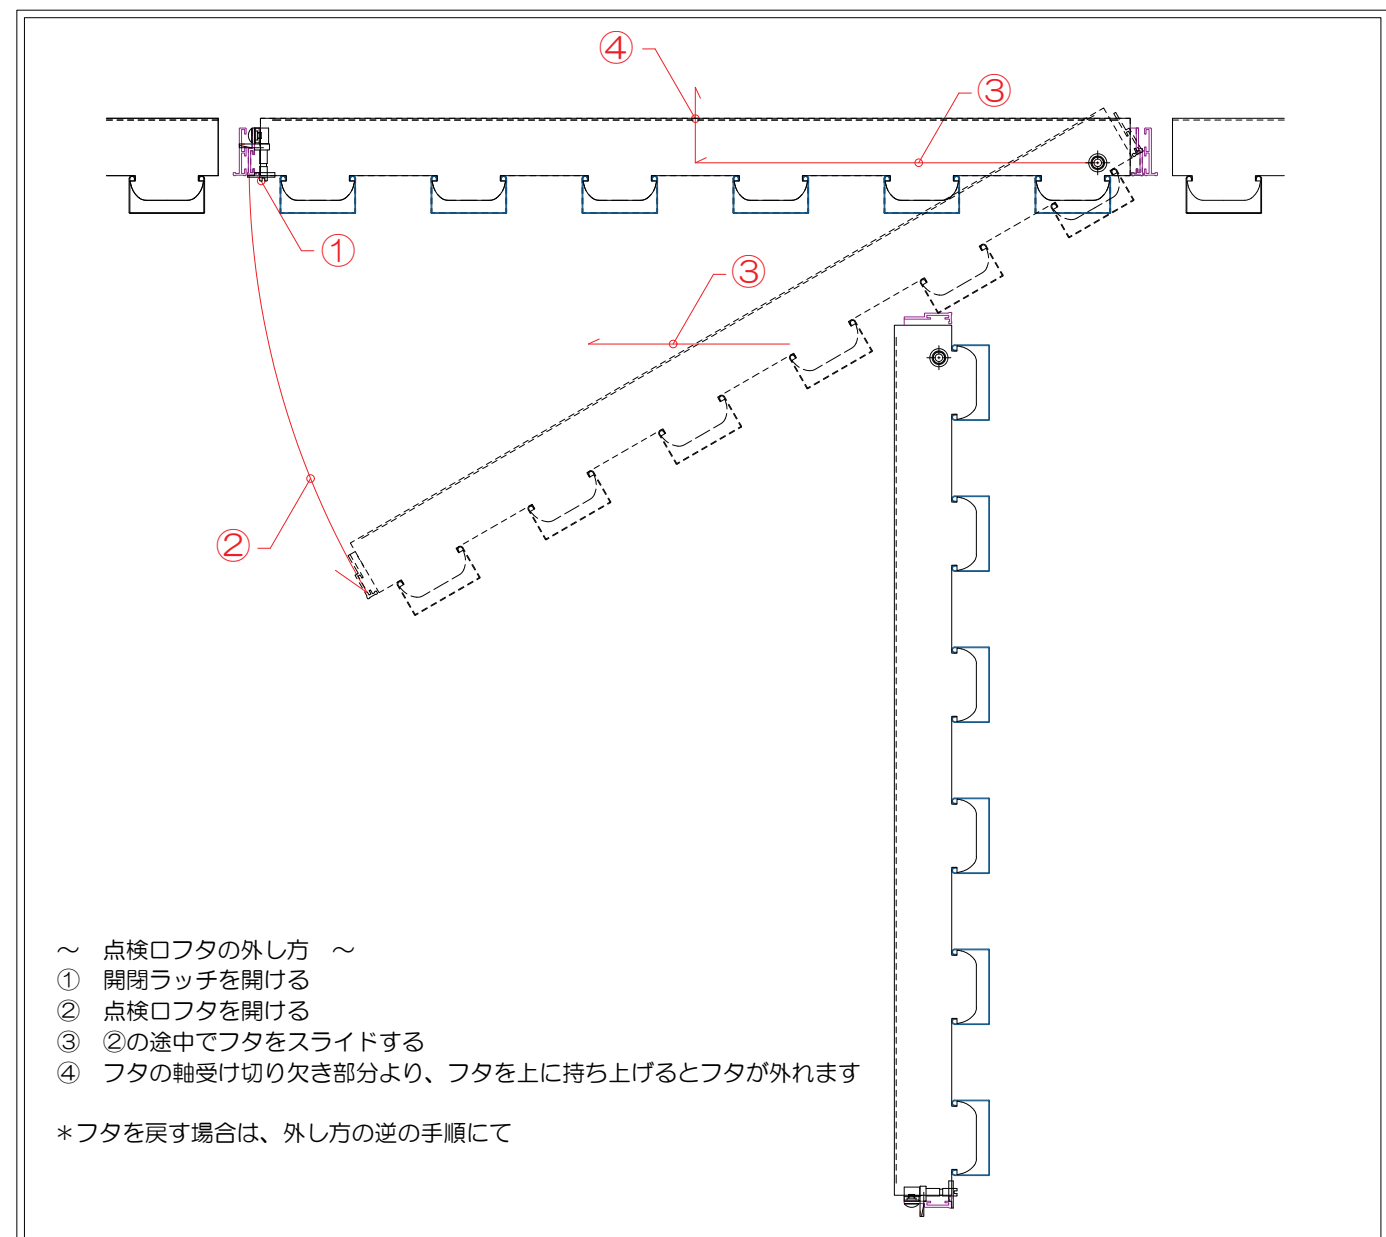 ④
③
①
③
②
～ 点検口フタの外し方 ～
① 開閉ラッチを開ける
② 点検口フタを開ける
③ ②の途中でフタをスライドする
④ フタの軸受け切り欠き部分より、フタを上に持ち上げるとフタが外れます
＊フタを戻す場合は、外し方の逆の手順にて